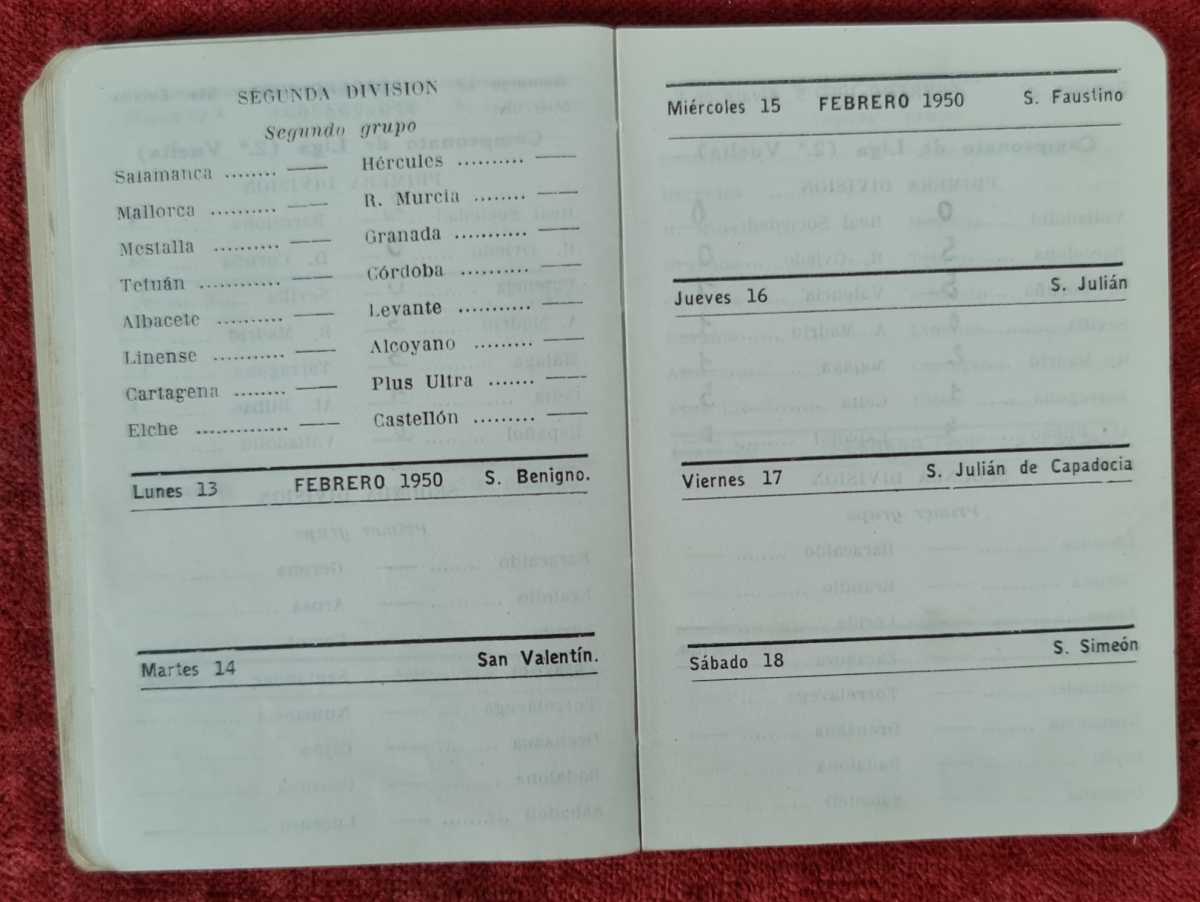 SEGUNDA DIVISION
Segundo grupo
Salamanca ........ —— Hércules .......... ——
Mallorca .......... —— R. Murcia ........ ——
Mestalla .......... —— Granada ........... ——
Tetuán ............ —— Córdoba .......... ——
Albacete .......... —— Levante ........... ——
Linense ........... —— Alcoyano ......... ——
Cartagena ........ —— Plus Ultra ....... ——
Elche .............. —— Castellón ......... ——
Lunes 13 FEBRERO 1950 S. Benigno.
Martes 14 San Valentín.
Miércoles 15 FEBRERO 1950 S. Faustino
Jueves 16 S. Julián
Viernes 17 S. Julián de Capadocia
Sábado 18 S. Simeón